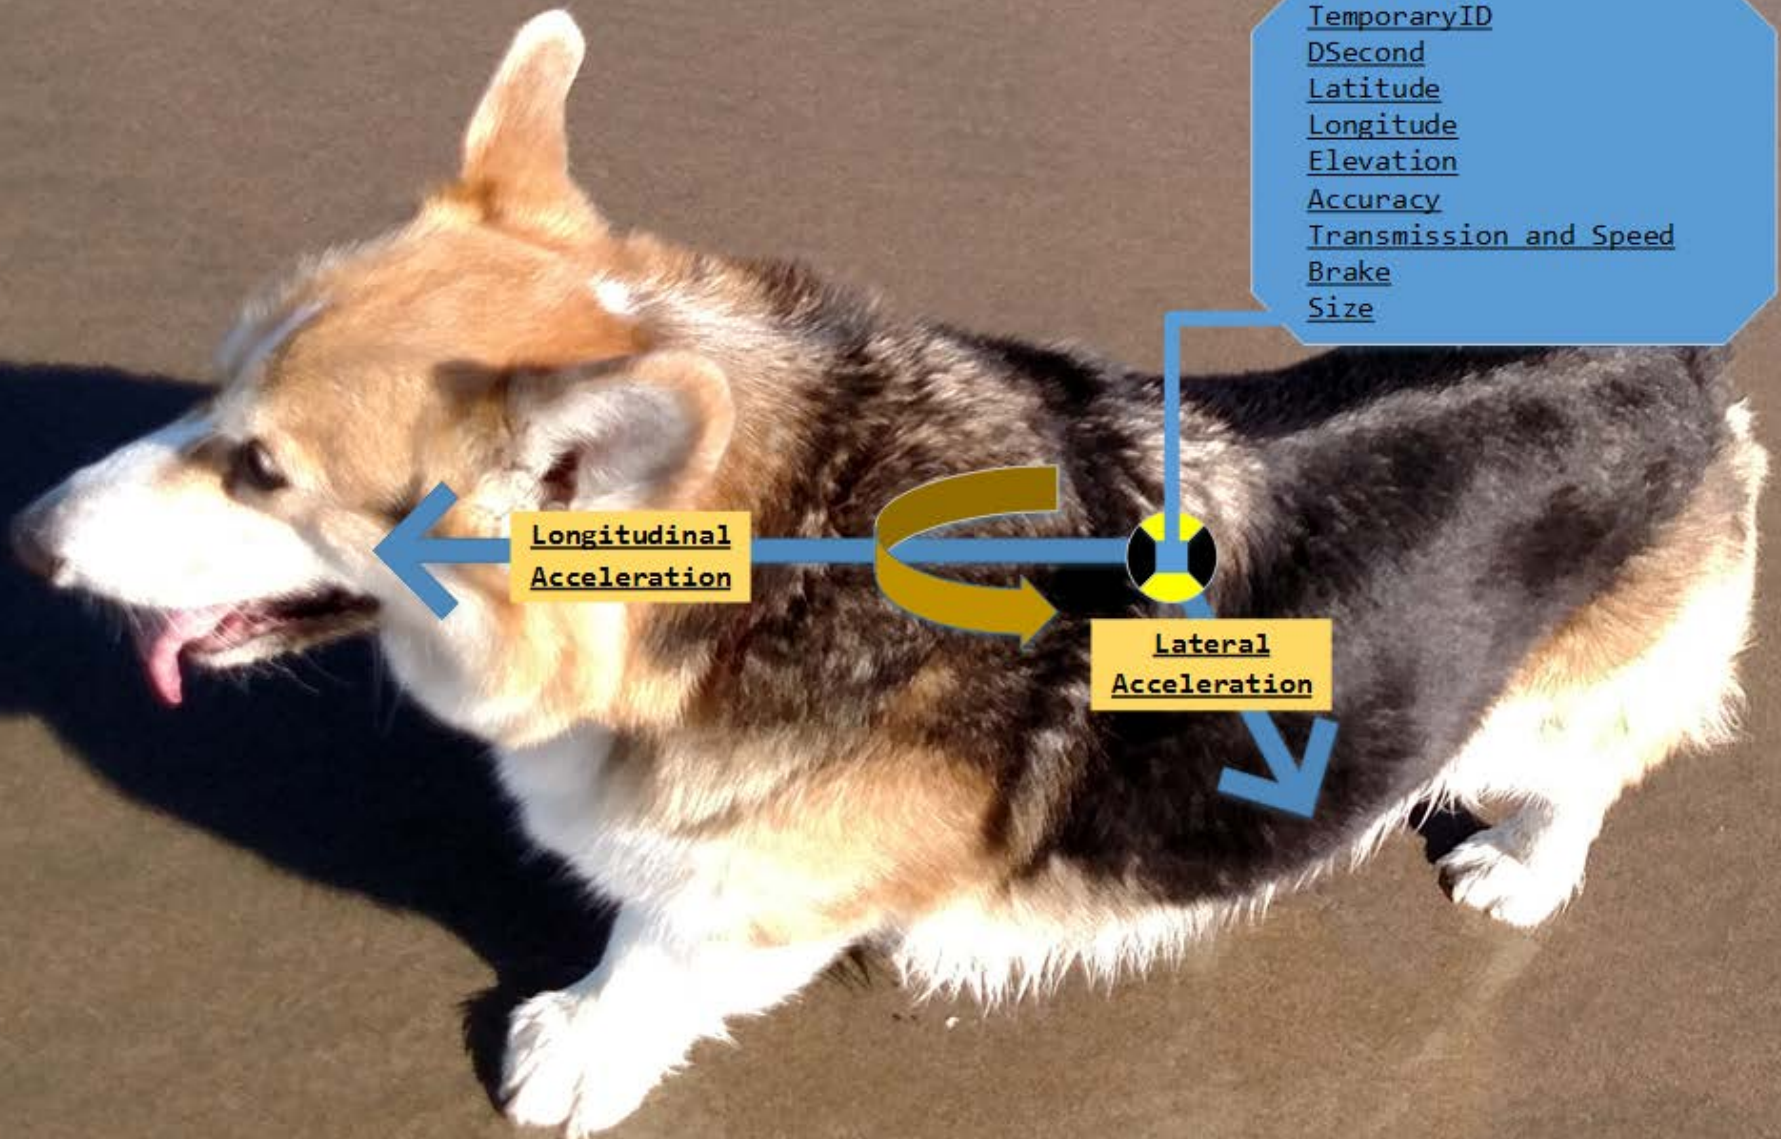 TemporaryID
DSecond
Latitude
Longitude
Elevation
Accuracy
Transmission and Speed
Brake
Size
Longitudinal
Acceleration
Lateral
Acceleration